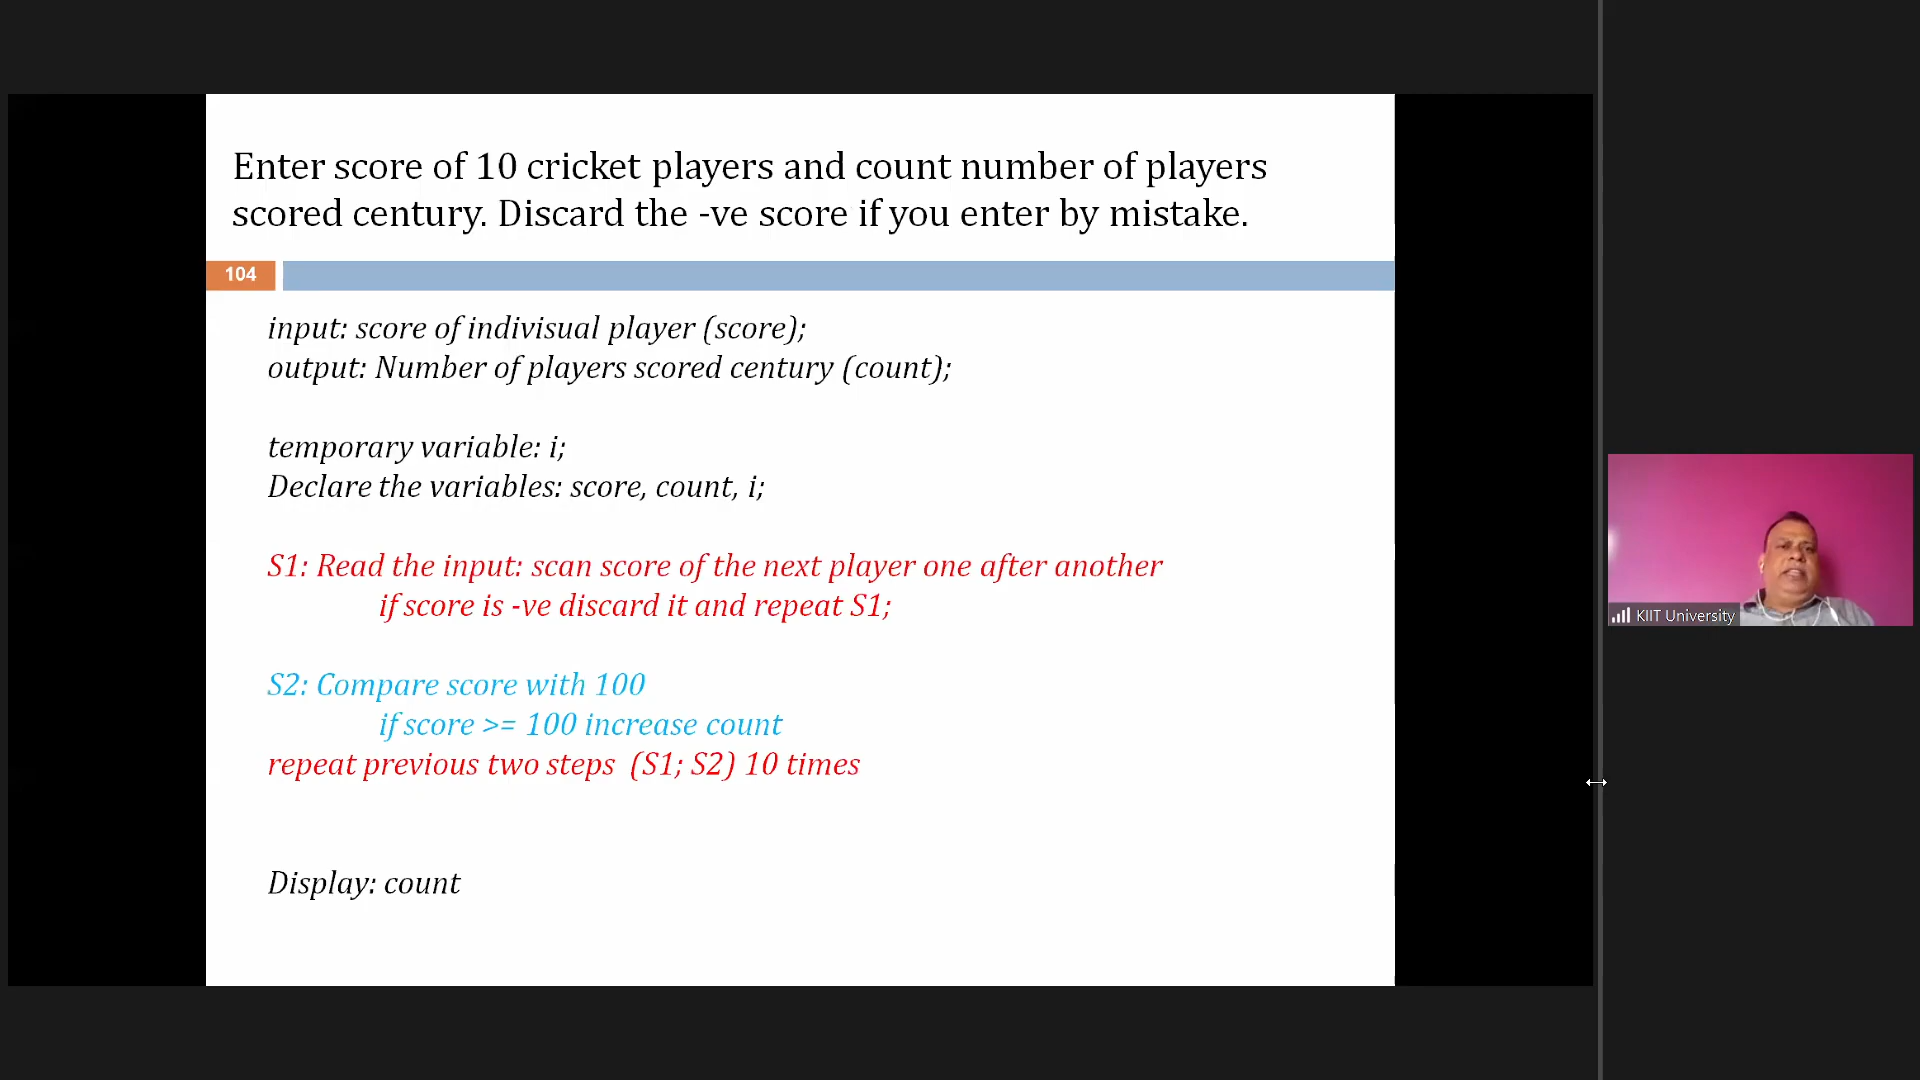 Enter score of 10 cricket players and count number of players
scored century. Discard the -ve score if you enter by mistake.
104
input: score of indivisual player (score);
output: Number of players scored century (count);
temporary variable: i;
Declare the variables: score, count, i;
S1: Read the input: scan score of the next player one after another
if score is -ve discard it and repeat S1;
S2: Compare score with 100
if score >= 100 increase count
repeat previous two steps (S1; S2) 10 times
Display: count
KIIT University